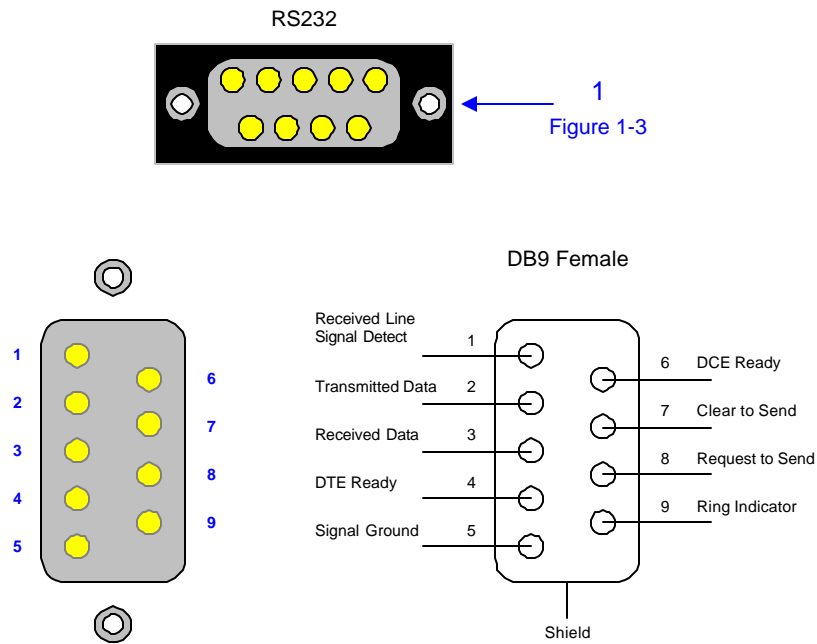 RS232
1
Figure 1-3
1
2
3
4
5
6
7
8
9
DB9 Female
Received Line
Signal Detect 1
Transmitted Data 2
Received Data 3
DTE Ready 4
Signal Ground 5
6 DCE Ready
7 Clear to Send
8 Request to Send
9 Ring Indicator
Shield